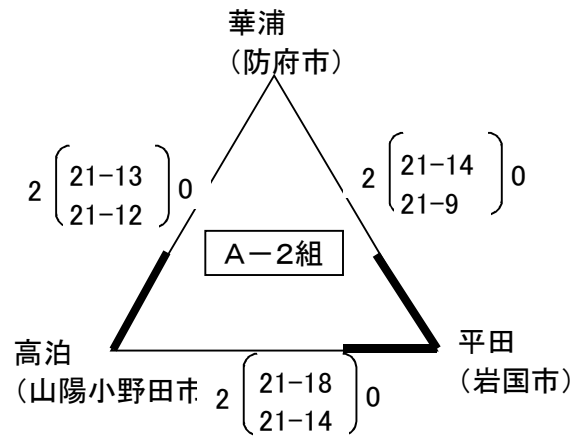 華浦
（防府市）
2 21-13 0
21-12
2 21-14 0
21-9
A－2組
高泊
（山陽小野田市
平田
（岩国市）
2 21-18 0
21-14